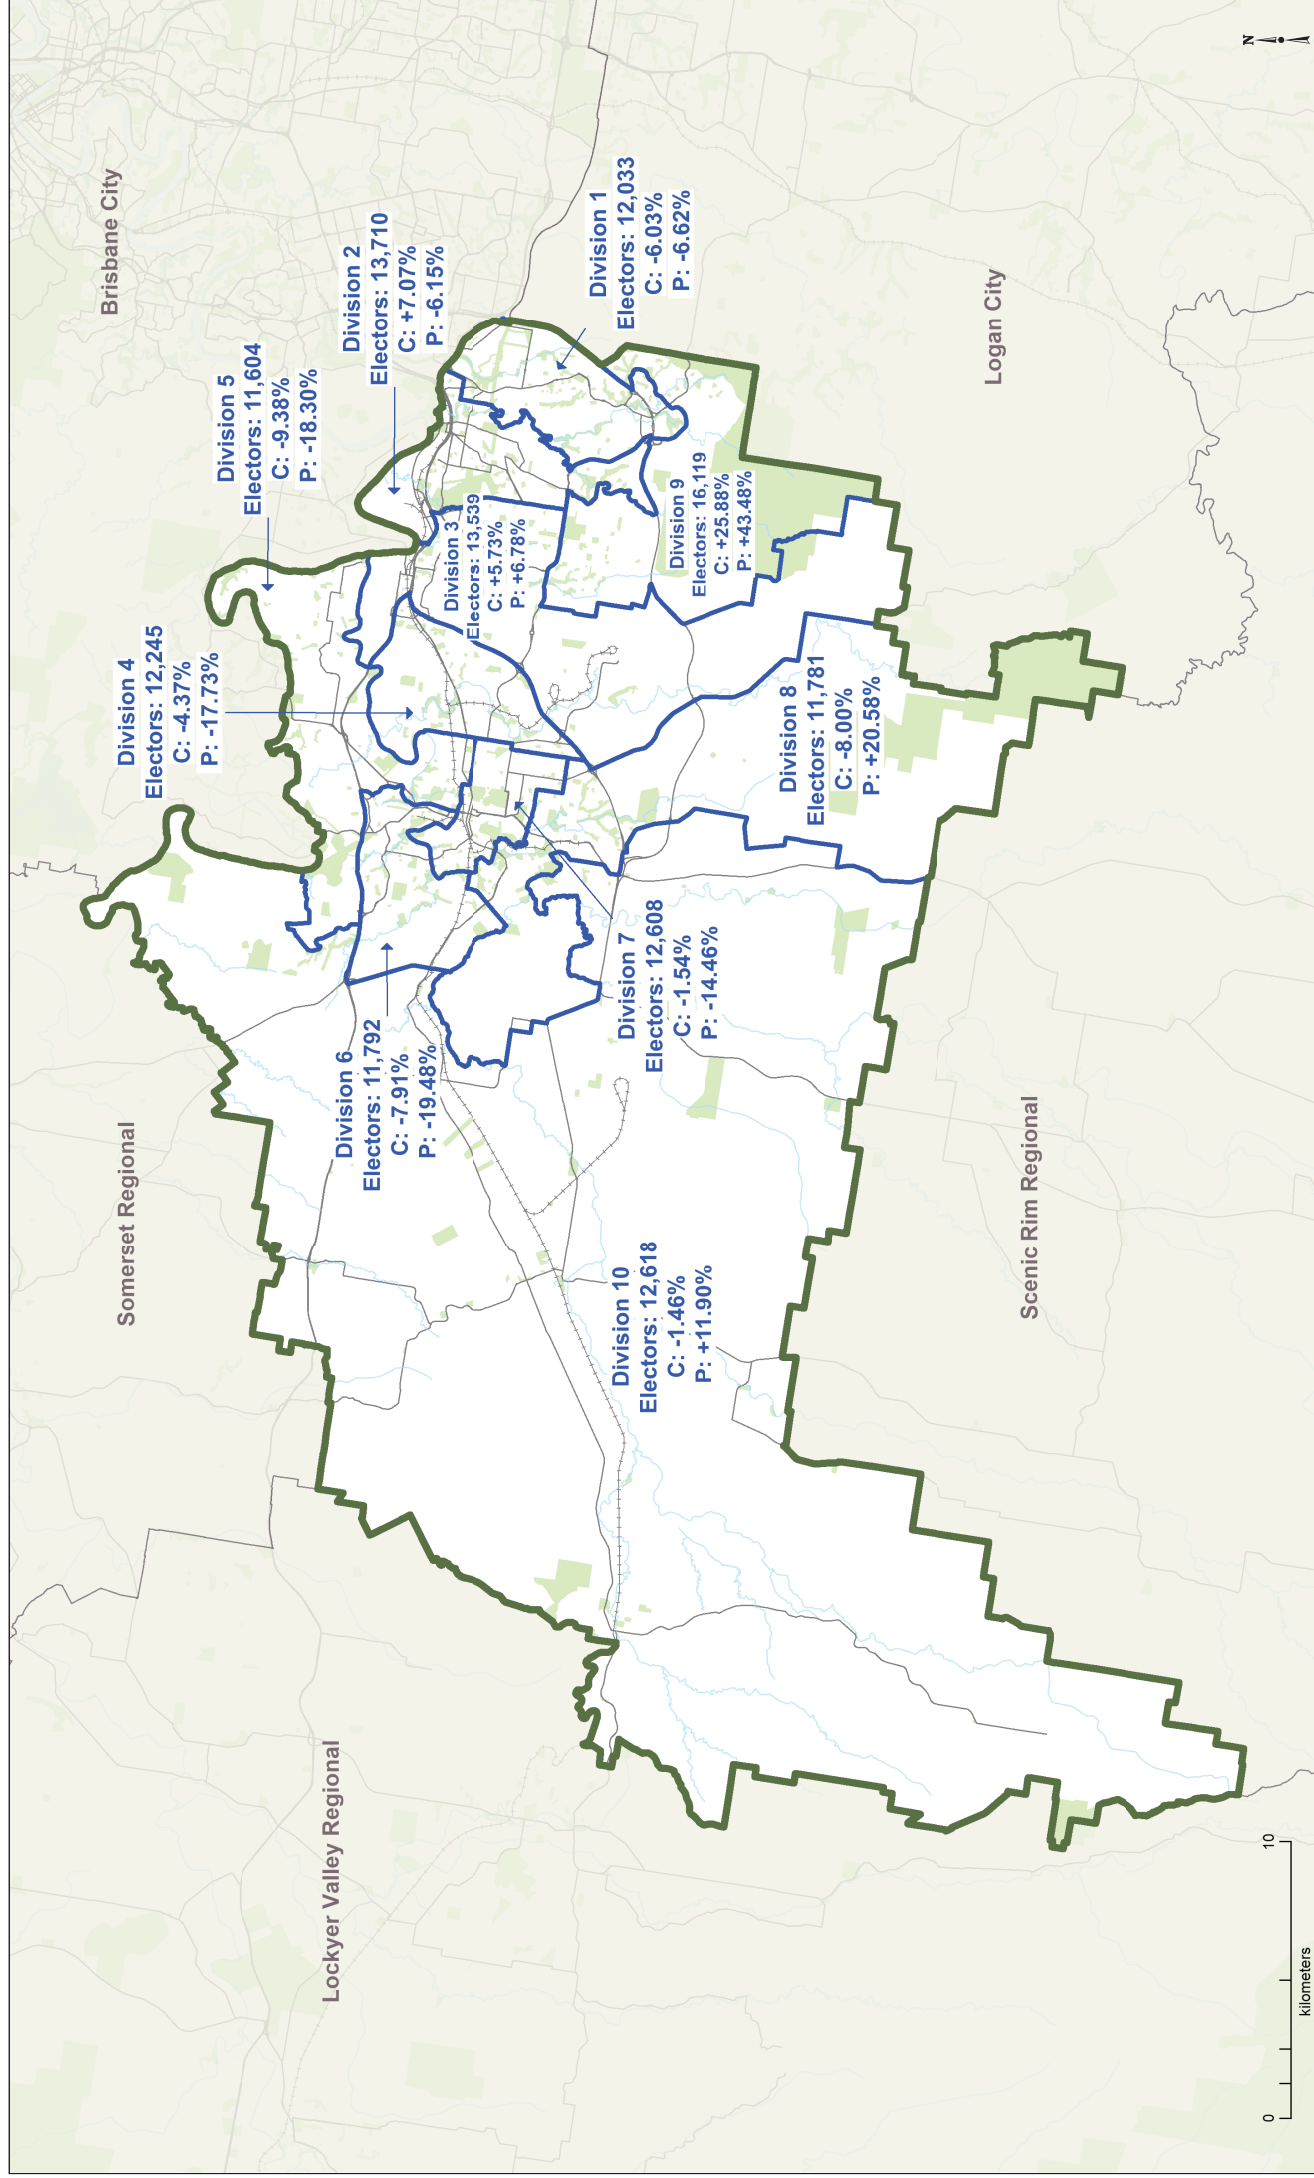 Brisbane City
Somerset Regional
Lockyer Valley Regional
Logan City
Scenic Rim Regional
Division 4
Electors: 12,245
C: -4.37%
P: -17.73%
Division 5
Electors: 11,604
C: -9.38%
P: -18.30%
Division 2
Electors: 13,710
C: +7.07%
P: -6.15%
Division 6
Electors: 11,792
C: -7.91%
P: -19.48%
Division 3
Electors: 13,539
C: +5.73%
P: +6.78%
Division 1
Electors: 12,033
C: -6.03%
P: -6.62%
Division 10
Electors: 12,618
C: -1.46%
P: +11.90%
Division 7
Electors: 12,608
C: -1.54%
P: -14.46%
Division 9
Electors: 16,119
C: +25.88%
P: +43.48%
Division 8
Electors: 11,781
C: -8.00%
P: +20.58%
N
0 10
kilometers